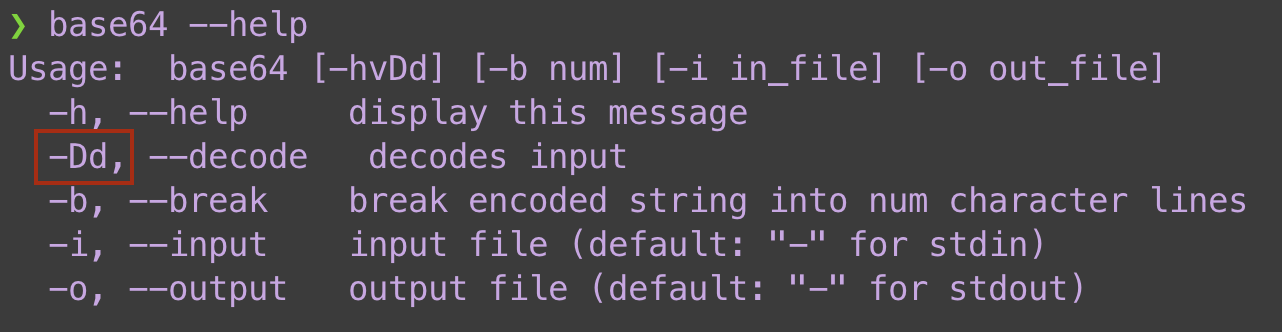 ❯ base64 --help
Usage:  base64 [-hvDd] [-b num] [-i in_file] [-o out_file]
  -h, --help     display this message
  -Dd, --decode   decodes input
  -b, --break    break encoded string into num character lines
  -i, --input    input file (default: "-" for stdin)
  -o, --output   output file (default: "-" for stdout)